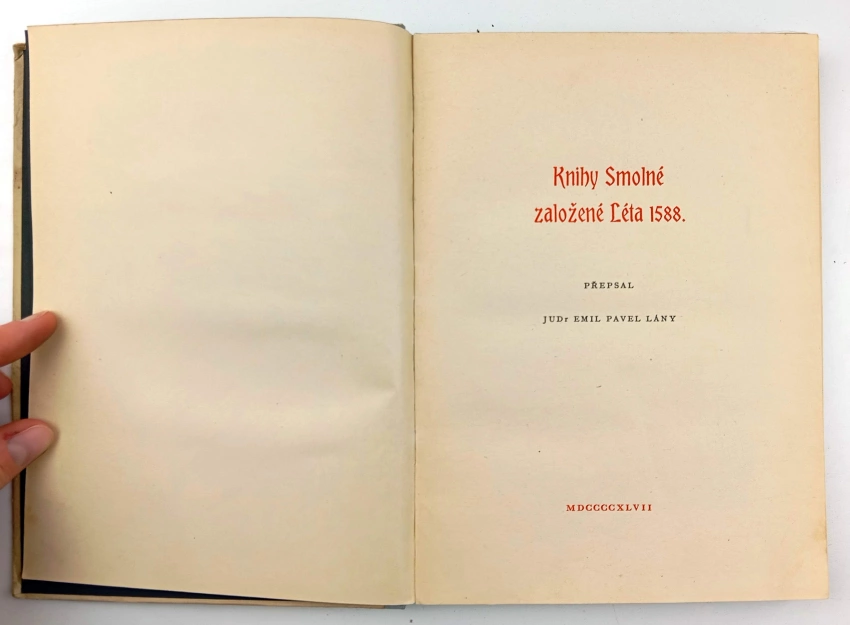 Knihy Smolné
založené Léta 1588.
PŘEPSAL
JUDr EMIL PAVEL LÁNY
MDCCCCXLVII